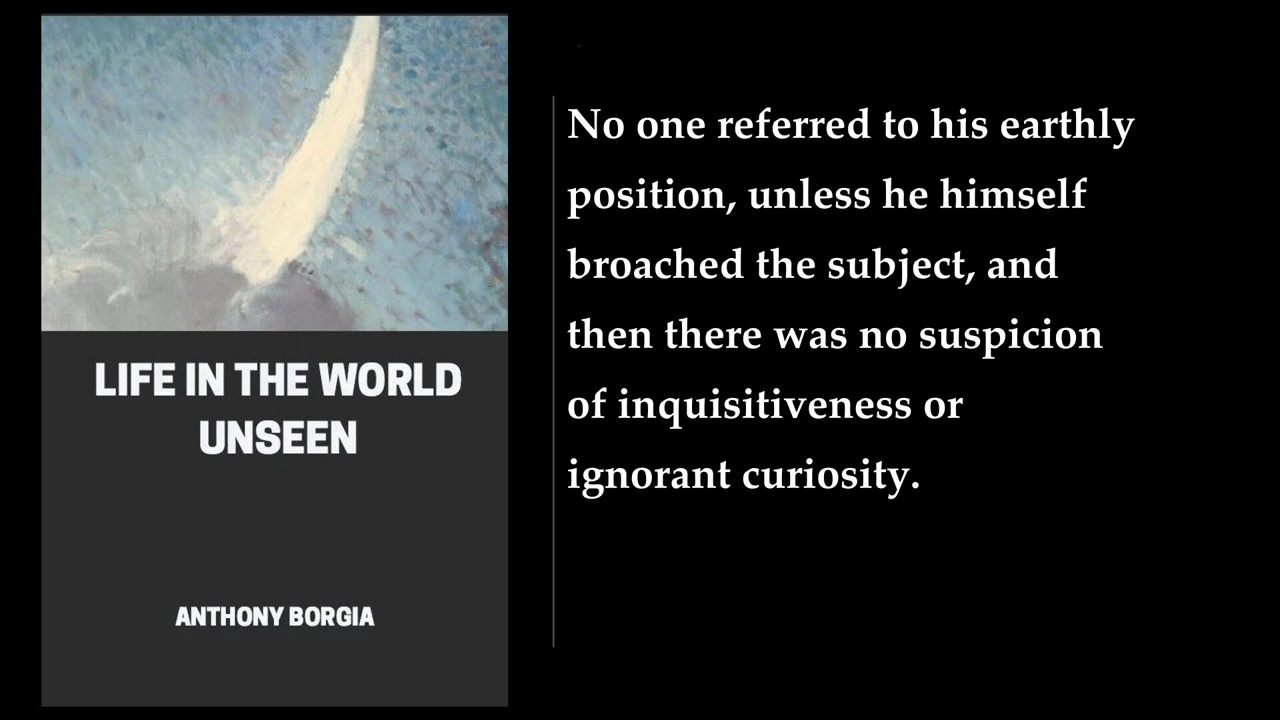 LIFE IN THE WORLD
UNSEEN
ANTHONY BORGIA
No one referred to his earthly
position, unless he himself
broached the subject, and
then there was no suspicion
of inquisitiveness or
ignorant curiosity.